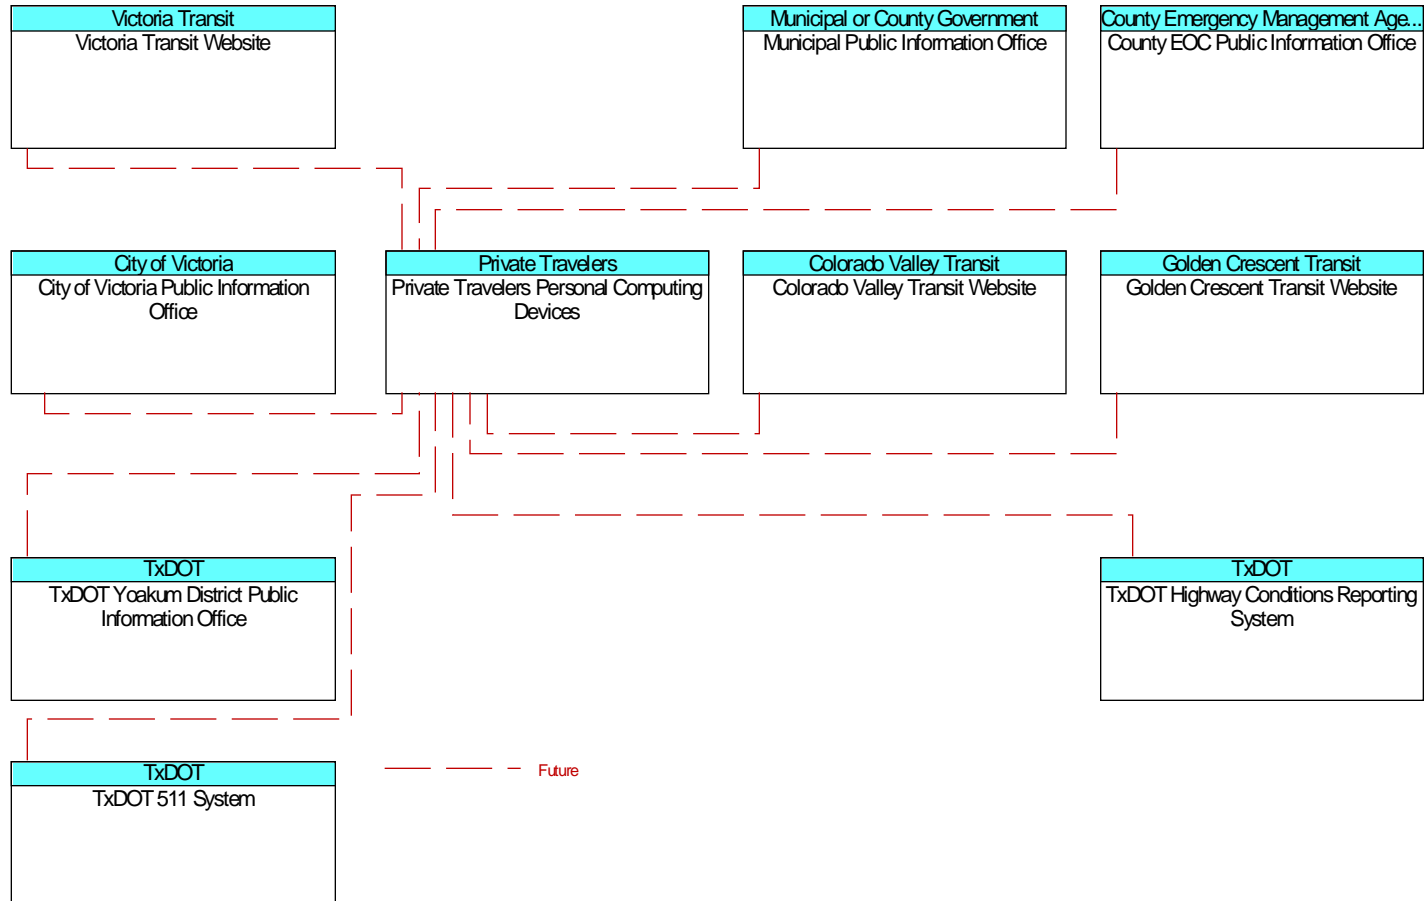 Victoria Transit
Victoria Transit Website
Municipal or County Government
Municipal Public Information Office
County Emergency Management Age...
County EOC Public Information Office
City of Victoria
City of Victoria Public Information
Office
Private Travelers
Private Travelers Personal Computing
Devices
Colorado Valley Transit
Colorado Valley Transit Website
Golden Crescent Transit
Golden Crescent Transit Website
TxDOT
TxDOT Yoakum District Public
Information Office
TxDOT
TxDOT Highway Conditions Reporting
System
TxDOT
TxDOT 511 System
Future